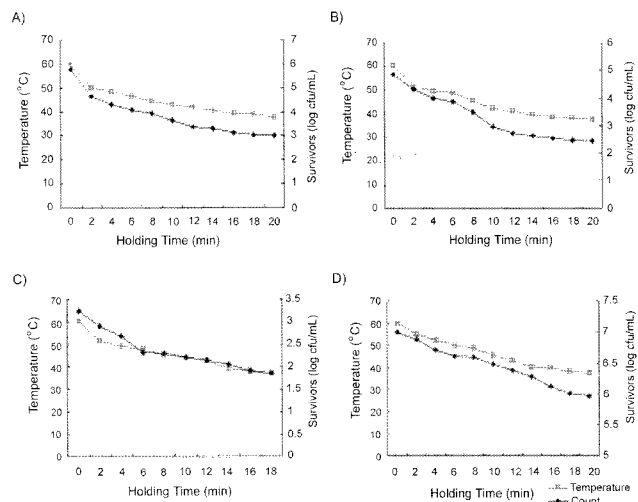 A)
Temperature (°C)
70
60
50
40
30
20
10
0
7
6
5
4
3
2
1
0
Survivors (log cfu/mL)
0 2 4 6 8 10 12 14 16 18 20
Holding Time (min)
B)
Temperature (°C)
70
60
50
40
30
20
10
0
6
5
4
3
2
1
0
Survivors (log cfu/mL)
0 2 4 6 8 10 12 14 16 18 20
Holding Time (min)
C)
Temperature (°C)
70
60
50
40
30
20
10
0
3.5
3
2.5
2
1.5
1
0.5
0
Survivors (log cfu/mL)
0 2 4 6 8 10 12 14 16 18
Holding Time (min)
D)
Temperature (°C)
70
60
50
40
30
20
10
0
7.5
7
6.5
6
5.5
5
Survivors (log cfu/mL)
0 2 4 6 8 10 12 14 16 18 20
Holding Time (min)
Temperature
Count